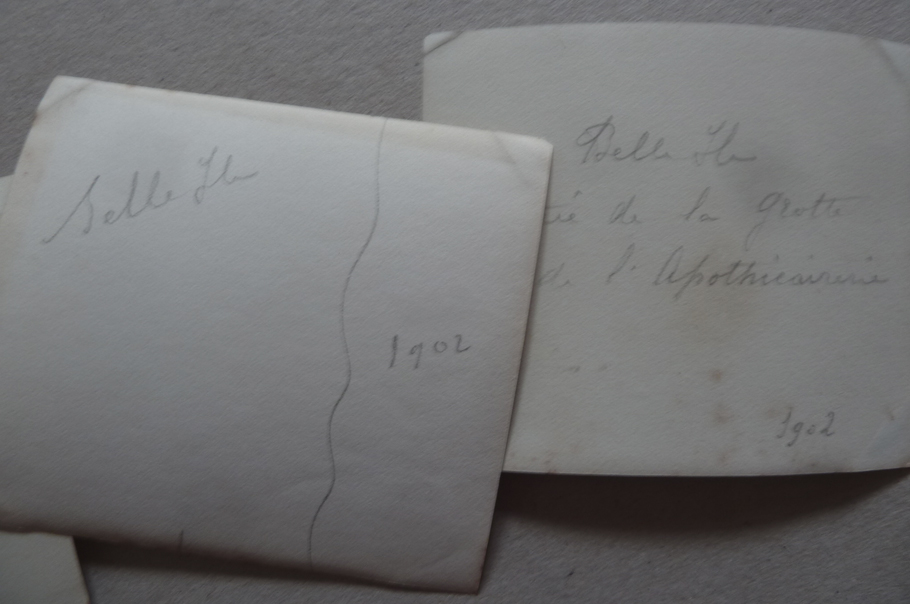 Belle Ile
1902
Belle Ile
de la grotte
de l'Apothicairerie
1902